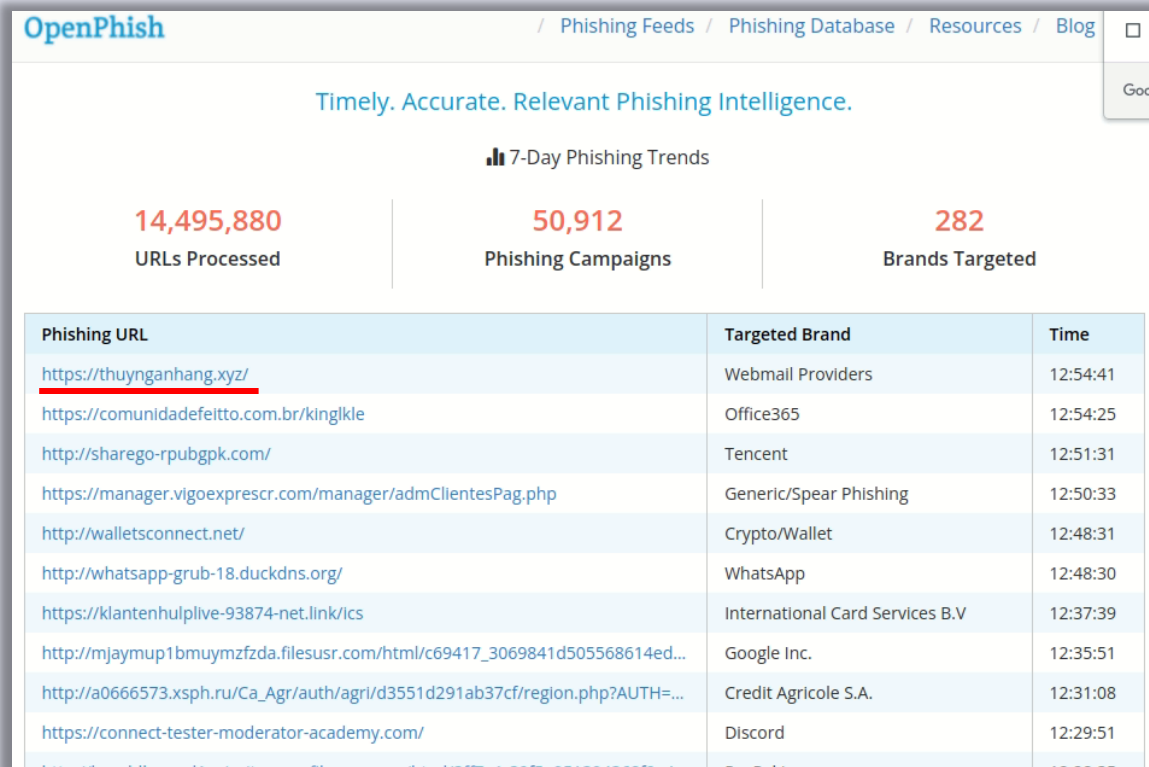 OpenPhish / Phishing Feeds / Phishing Database / Resources / Blog
Timely. Accurate. Relevant Phishing Intelligence.
7-Day Phishing Trends
14,495,880 50,912 282
URLs Processed Phishing Campaigns Brands Targeted
Phishing URL Targeted Brand Time
https://thuynganhang.xyz/ Webmail Providers 12:54:41
https://comunidadefeitto.com.br/kinglkle Office365 12:54:25
http://sharego-rpubgpk.com/ Tencent 12:51:31
https://manager.vigoexprescr.com/manager/admClientesPag.php Generic/Spear Phishing 12:50:33
http://walletsconnect.net/ Crypto/Wallet 12:48:31
http://whatsapp-grub-18.duckdns.org/ WhatsApp 12:48:30
https://klantenhulplive-93874-net.link/ics International Card Services B.V 12:37:39
http://mjaymup1bmuymzfzda.filesusr.com/html/c69417_3069841d505568614ed... Google Inc. 12:35:51
http://a0666573.xsph.ru/Ca_Agr/auth/agri/d3551d291ab37cf/region.php?AUTH=... Credit Agricole S.A. 12:31:08
https://connect-tester-moderator-academy.com/ Discord 12:29:51